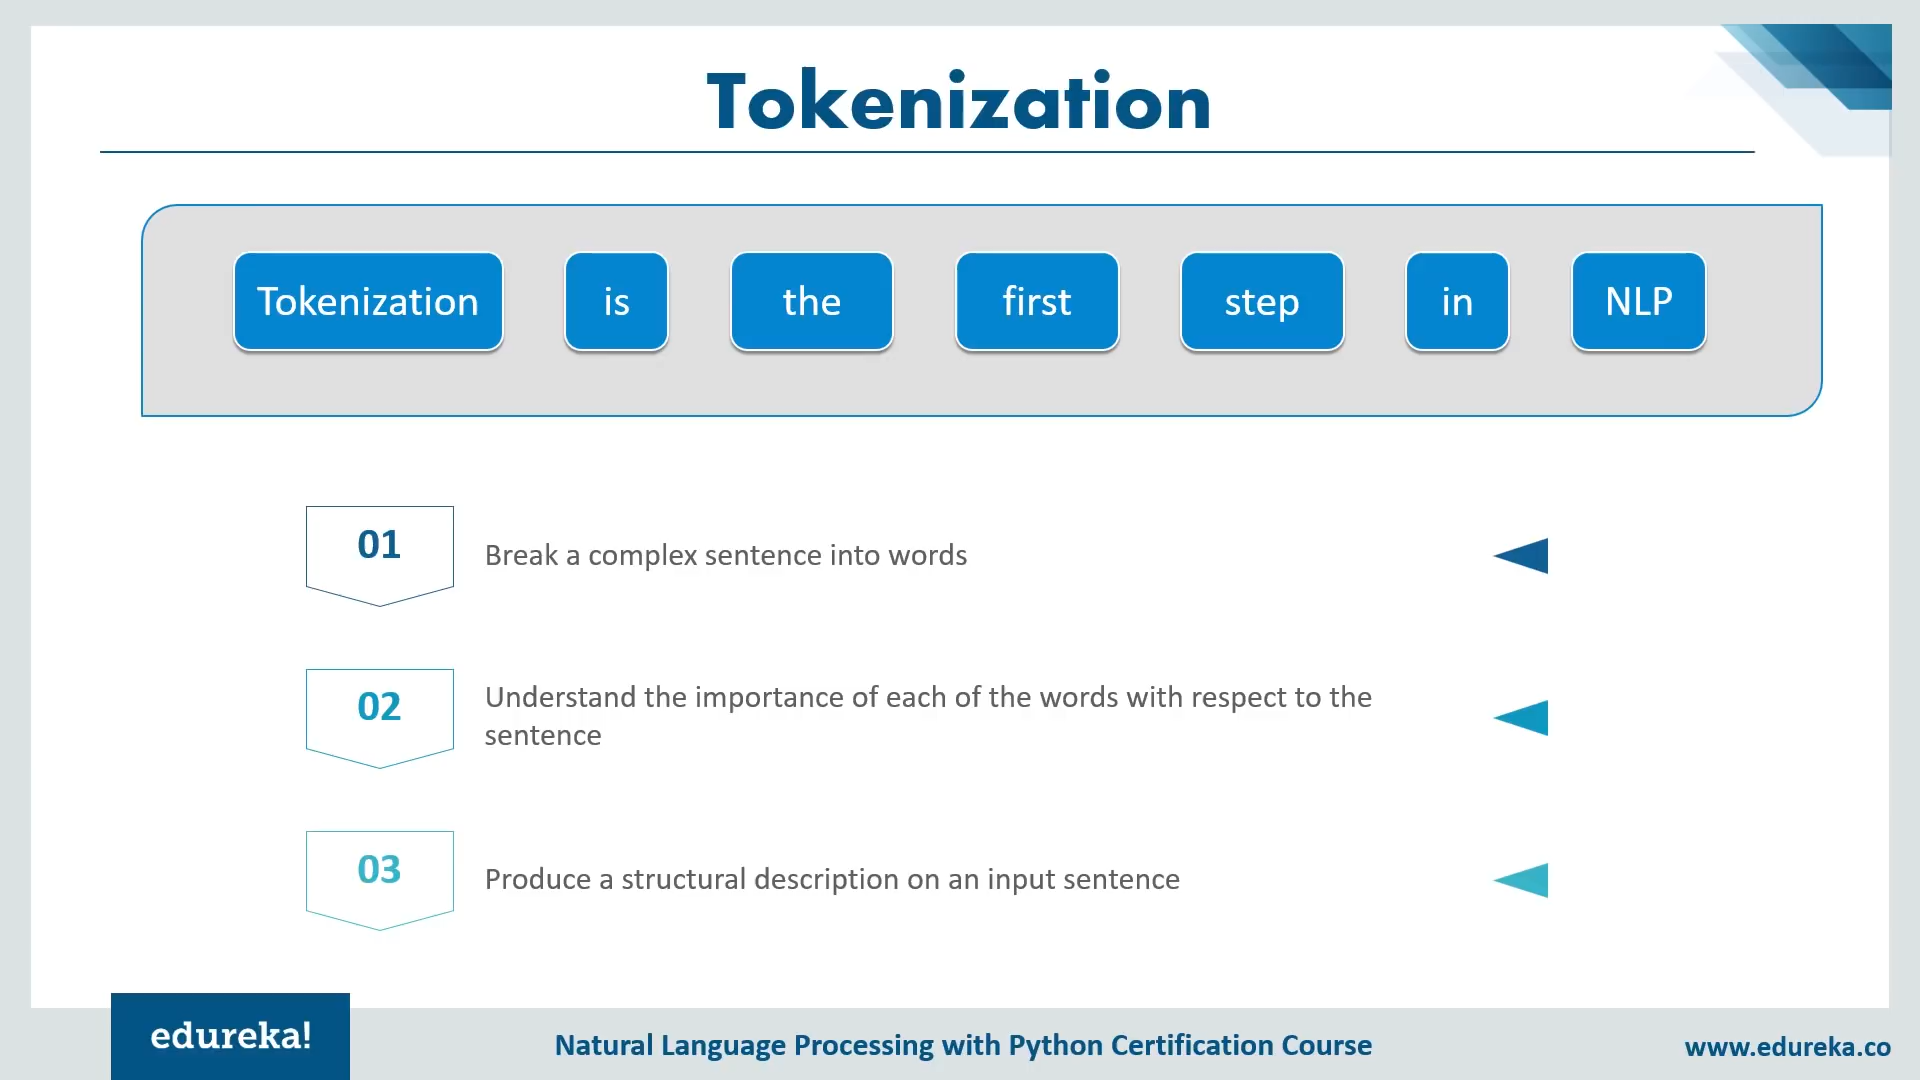 Tokenization
Tokenization is the first step in NLP
01
Break a complex sentence into words
02
Understand the importance of each of the words with respect to the
sentence
03
Produce a structural description on an input sentence
edureka!
Natural Language Processing with Python Certification Course
www.edureka.co